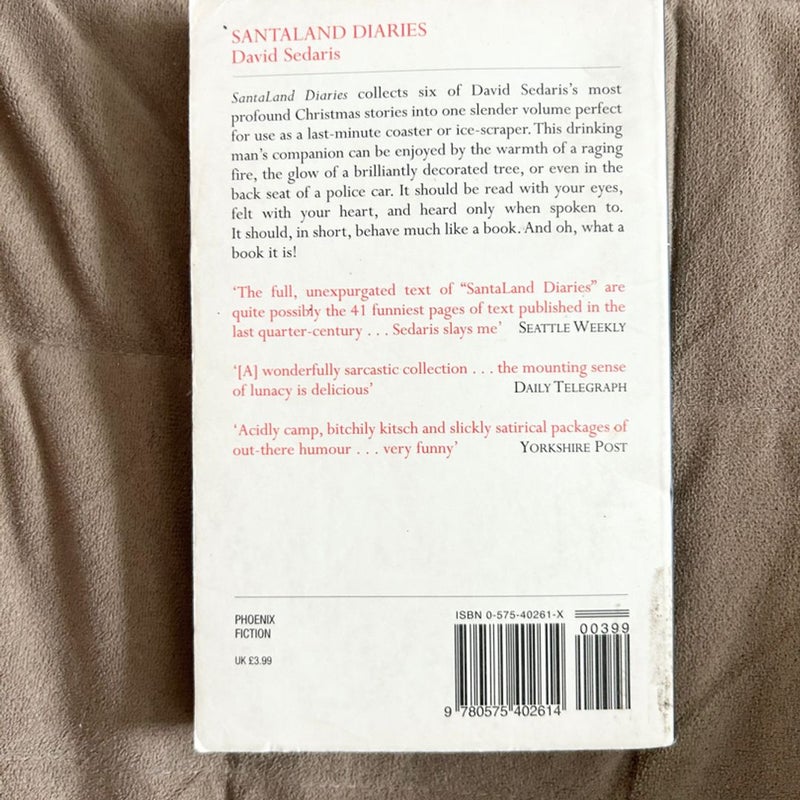 SANTALAND DIARIES
David Sedaris
SantaLand Diaries collects six of David Sedaris's most
profound Christmas stories into one slender volume perfect
for use as a last-minute coaster or ice-scraper. This drinking
man's companion can be enjoyed by the warmth of a raging
fire, the glow of a brilliantly decorated tree, or even in the
back seat of a police car. It should be read with your eyes,
felt with your heart, and heard only when spoken to.
It should, in short, behave much like a book. And oh, what a
book it is!
'The full, unexpurgated text of "SantaLand Diaries" are
quite possibly the 41 funniest pages of text published in the
last quarter-century . . . Sedaris slays me' SEATTLE WEEKLY
'[A] wonderfully sarcastic collection . . . the mounting sense
of lunacy is delicious' DAILY TELEGRAPH
'Acidly camp, bitchily kitsch and slickly satirical packages of
out-there humour . . . very funny' YORKSHIRE POST
PHOENIX
FICTION
UK £3.99
ISBN 0-575-40261-X
00399
9 780575 402614